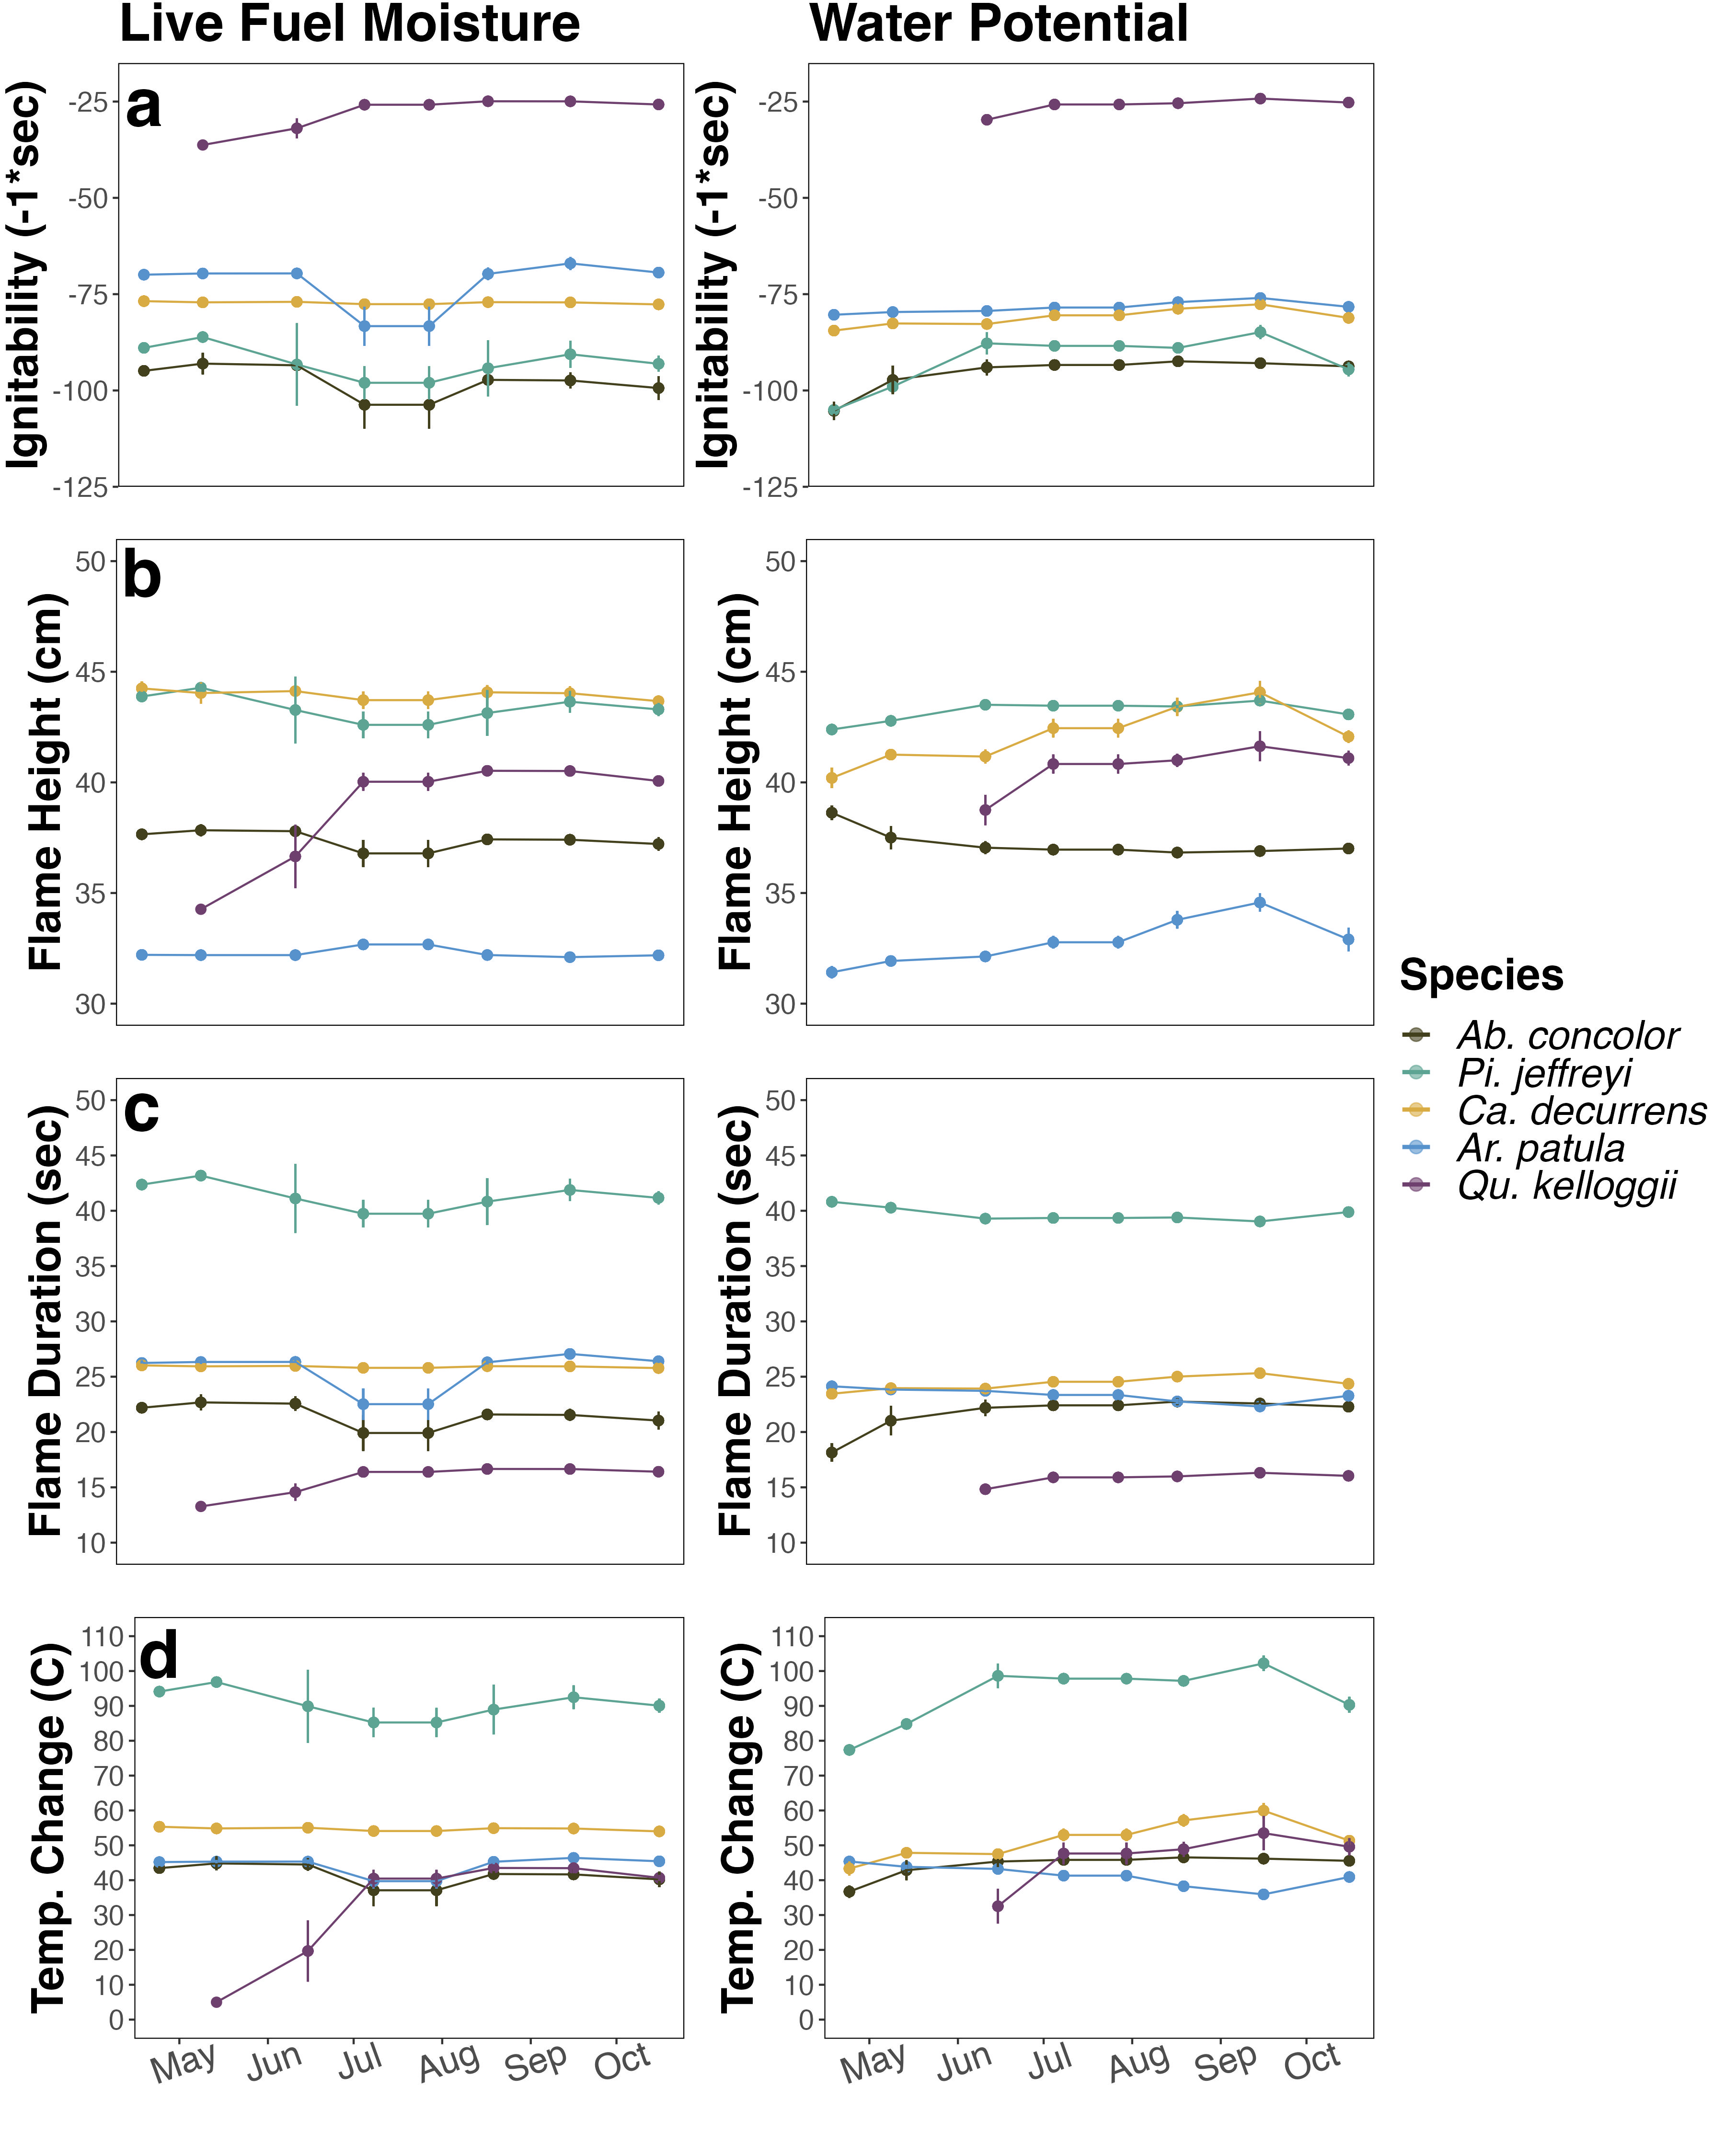 Live Fuel Moisture
Water Potential
a
Ignitability (-1*sec)
-25
-50
-75
-100
-125
Ignitability (-1*sec)
-25
-50
-75
-100
-125
b
Flame Height (cm)
50
45
40
35
30
Flame Height (cm)
50
45
40
35
30
Species
Ab. concolor
Pi. jeffreyi
Ca. decurrens
Ar. patula
Qu. kelloggii
c
Flame Duration (sec)
50
45
40
35
30
25
20
15
10
Flame Duration (sec)
50
45
40
35
30
25
20
15
10
d
Temp. Change (C)
110
100
90
80
70
60
50
40
30
20
10
0
May Jun Jul Aug Sep Oct
Temp. Change (C)
110
100
90
80
70
60
50
40
30
20
10
0
May Jun Jul Aug Sep Oct